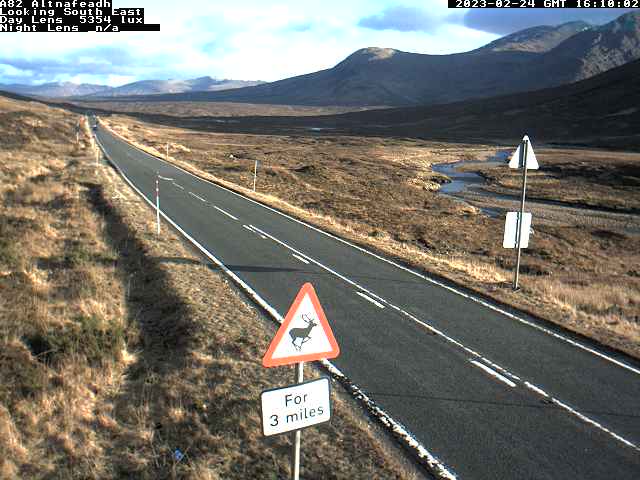 A82 Altnafeadh
Looking South East
Day Lens  5354 lux
Night Lens  n/a
2023-02-24 GMT 16:10:02
For
3 miles